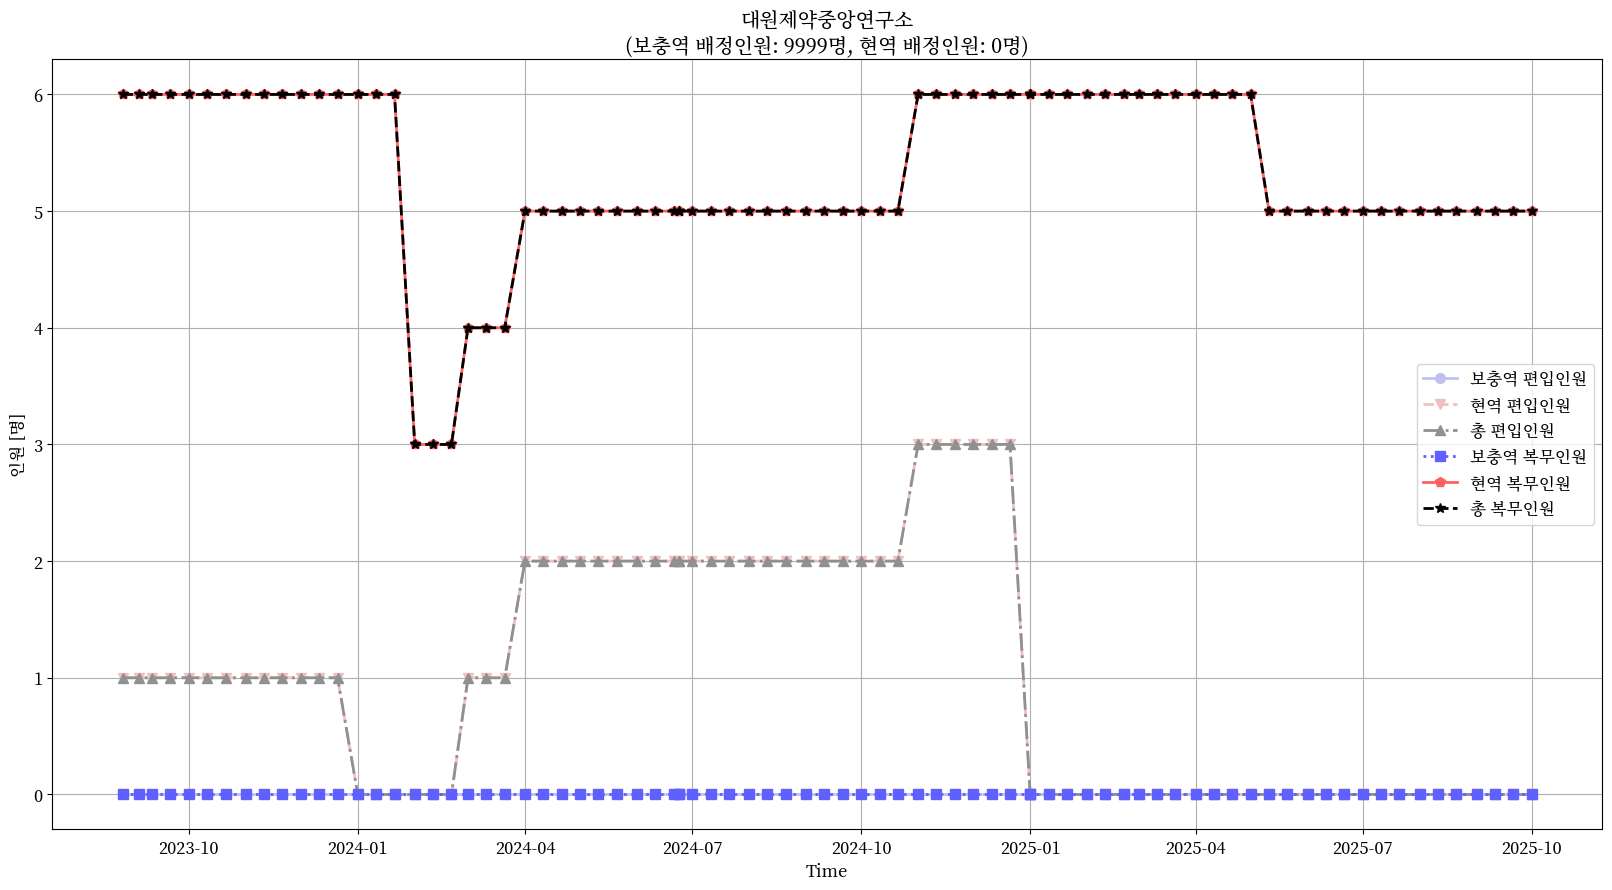 대원제약중앙연구소
(보충역 배정인원: 9999명, 현역 배정인원: 0명)
인원 [명]
6
5
4
3
2
1
0
보충역 편입인원
현역 편입인원
총 편입인원
보충역 복무인원
현역 복무인원
총 복무인원
2023-10
2024-01
2024-04
2024-07
2024-10
2025-01
2025-04
2025-07
2025-10
Time